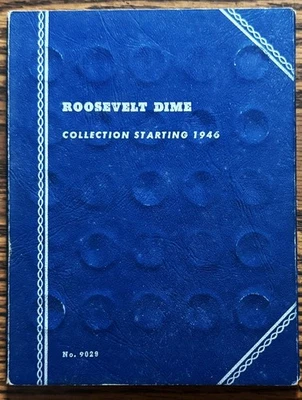 ROOSEVELT DIME
COLLECTION STARTING 1946
No. 9029